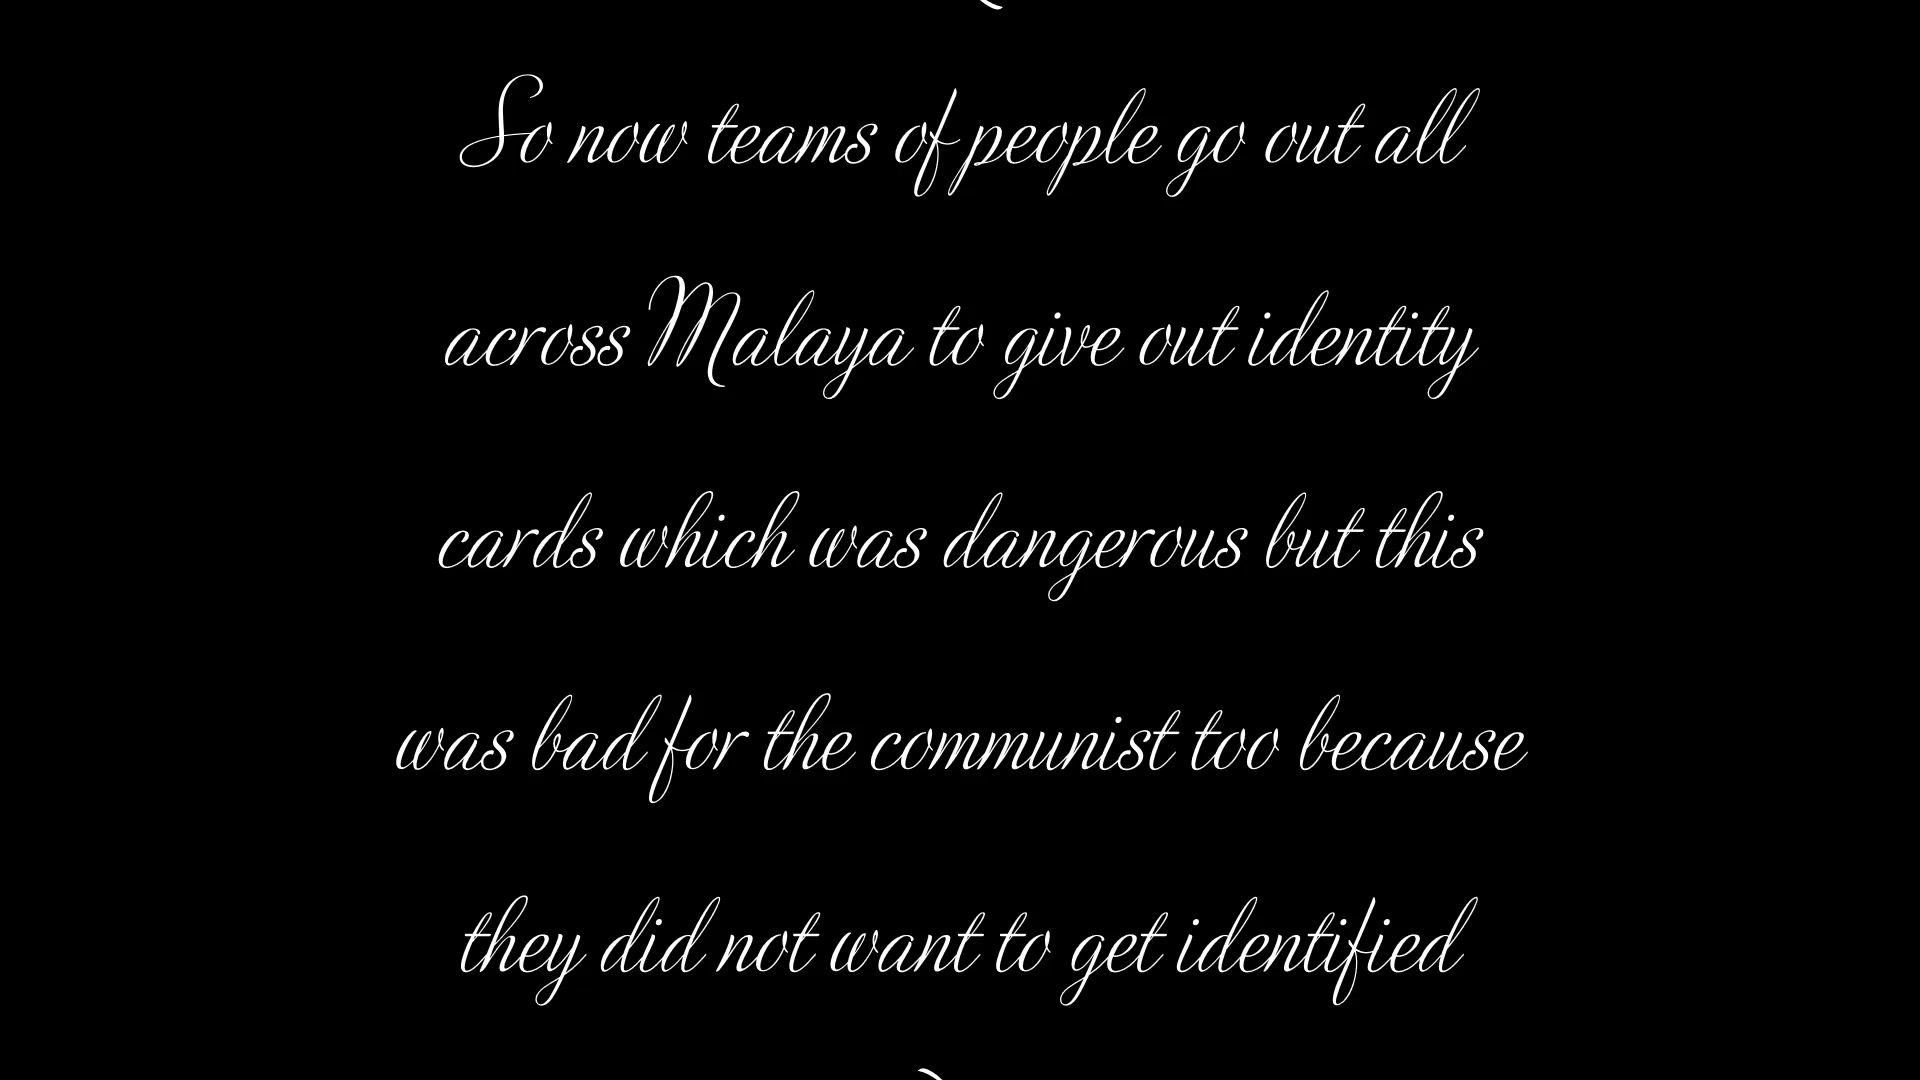 So now teams of people go out all
across Malaya to give out identity
cards which was dangerous but this
was bad for the communist too because
they did not want to get identified